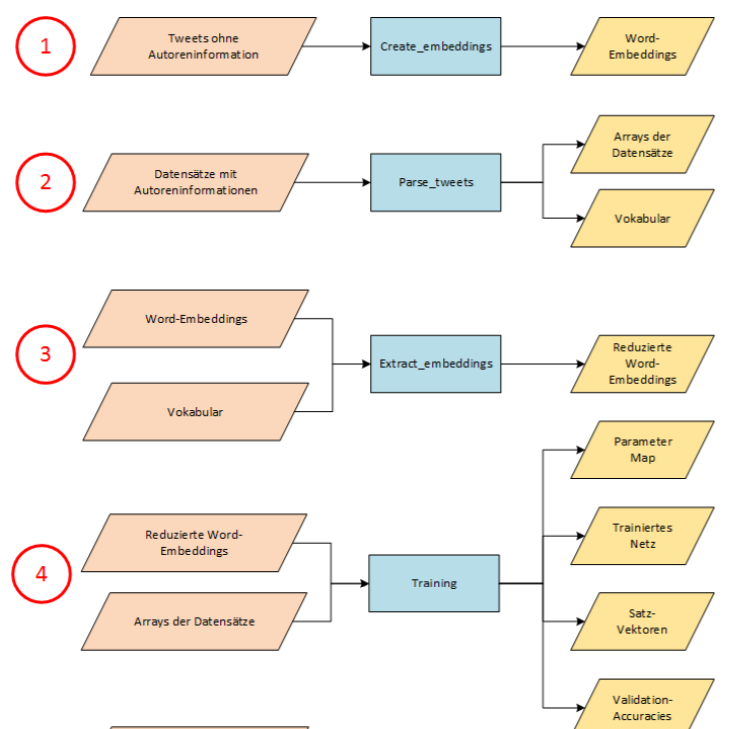 1
Tweets ohne
Autoreninformation
Create_embeddings
Word-
Embeddings
2
Datensätze mit
Autoreninformationen
Parse_tweets
Arrays der
Datensätze
Vokabular
3
Word-Embeddings
Vokabular
Extract_embeddings
Reduzierte
Word-
Embeddings
4
Reduzierte Word-
Embeddings
Arrays der Datensätze
Training
Parameter
Map
Trainiertes
Netz
Satz-
Vektoren
Validation-
Accuracies